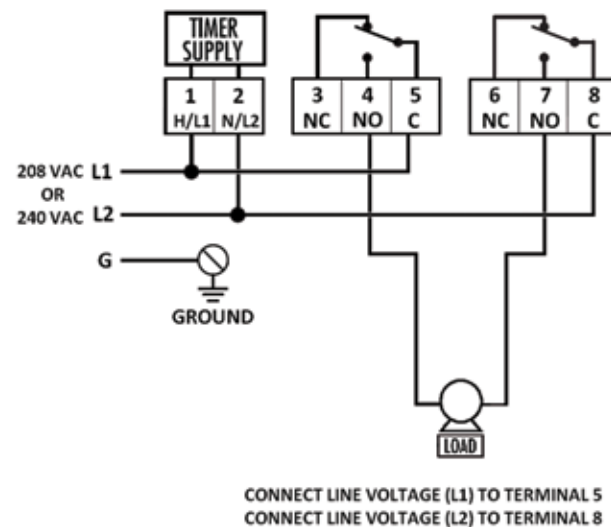 TIMER
SUPPLY
1 2 3 4 5 6 7 8
H/L1 N/L2 NC NO C NC NO C
208 VAC L1
OR
240 VAC L2
G
GROUND
LOAD
CONNECT LINE VOLTAGE (L1) TO TERMINAL 5
CONNECT LINE VOLTAGE (L2) TO TERMINAL 8